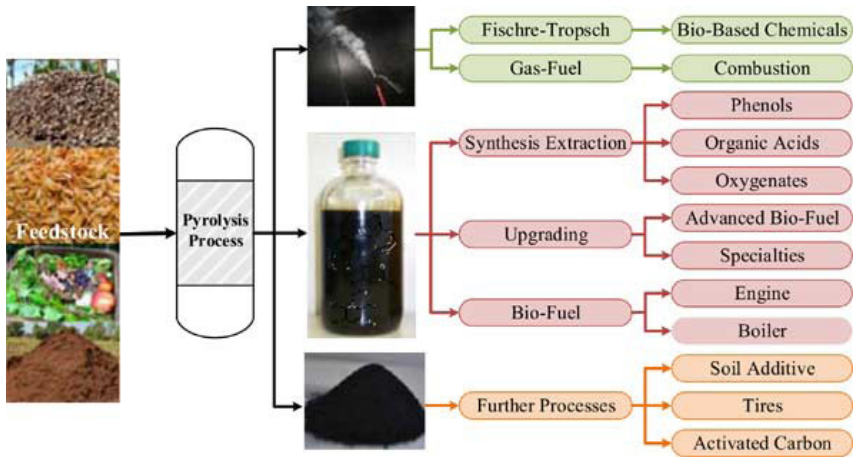 Feedstock
Pyrolysis
Process
Fischre-Tropsch
Bio-Based Chemicals
Gas-Fuel
Combustion
Synthesis Extraction
Phenols
Organic Acids
Oxygenates
Upgrading
Advanced Bio-Fuel
Specialties
Bio-Fuel
Engine
Boiler
Further Processes
Soil Additive
Tires
Activated Carbon